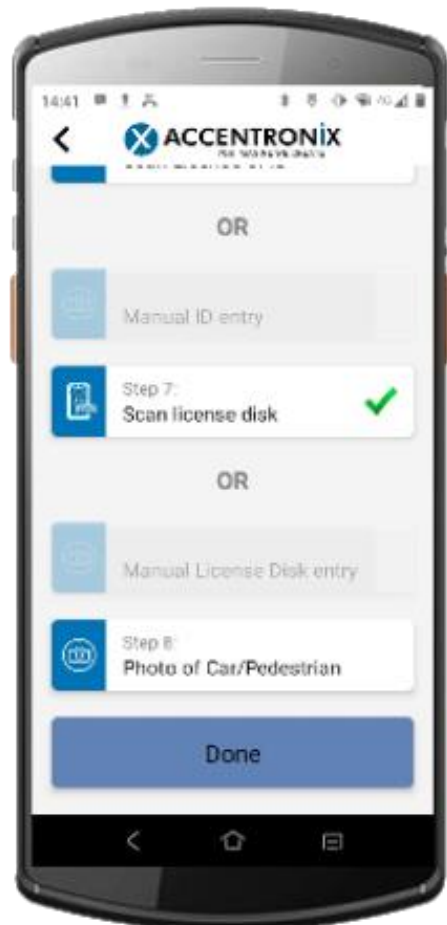 14:41
ACCENTRONiX
OR
Manual ID entry
Step 7:
Scan license disk
OR
Manual License Disk entry
Step 8:
Photo of Car/Pedestrian
Done